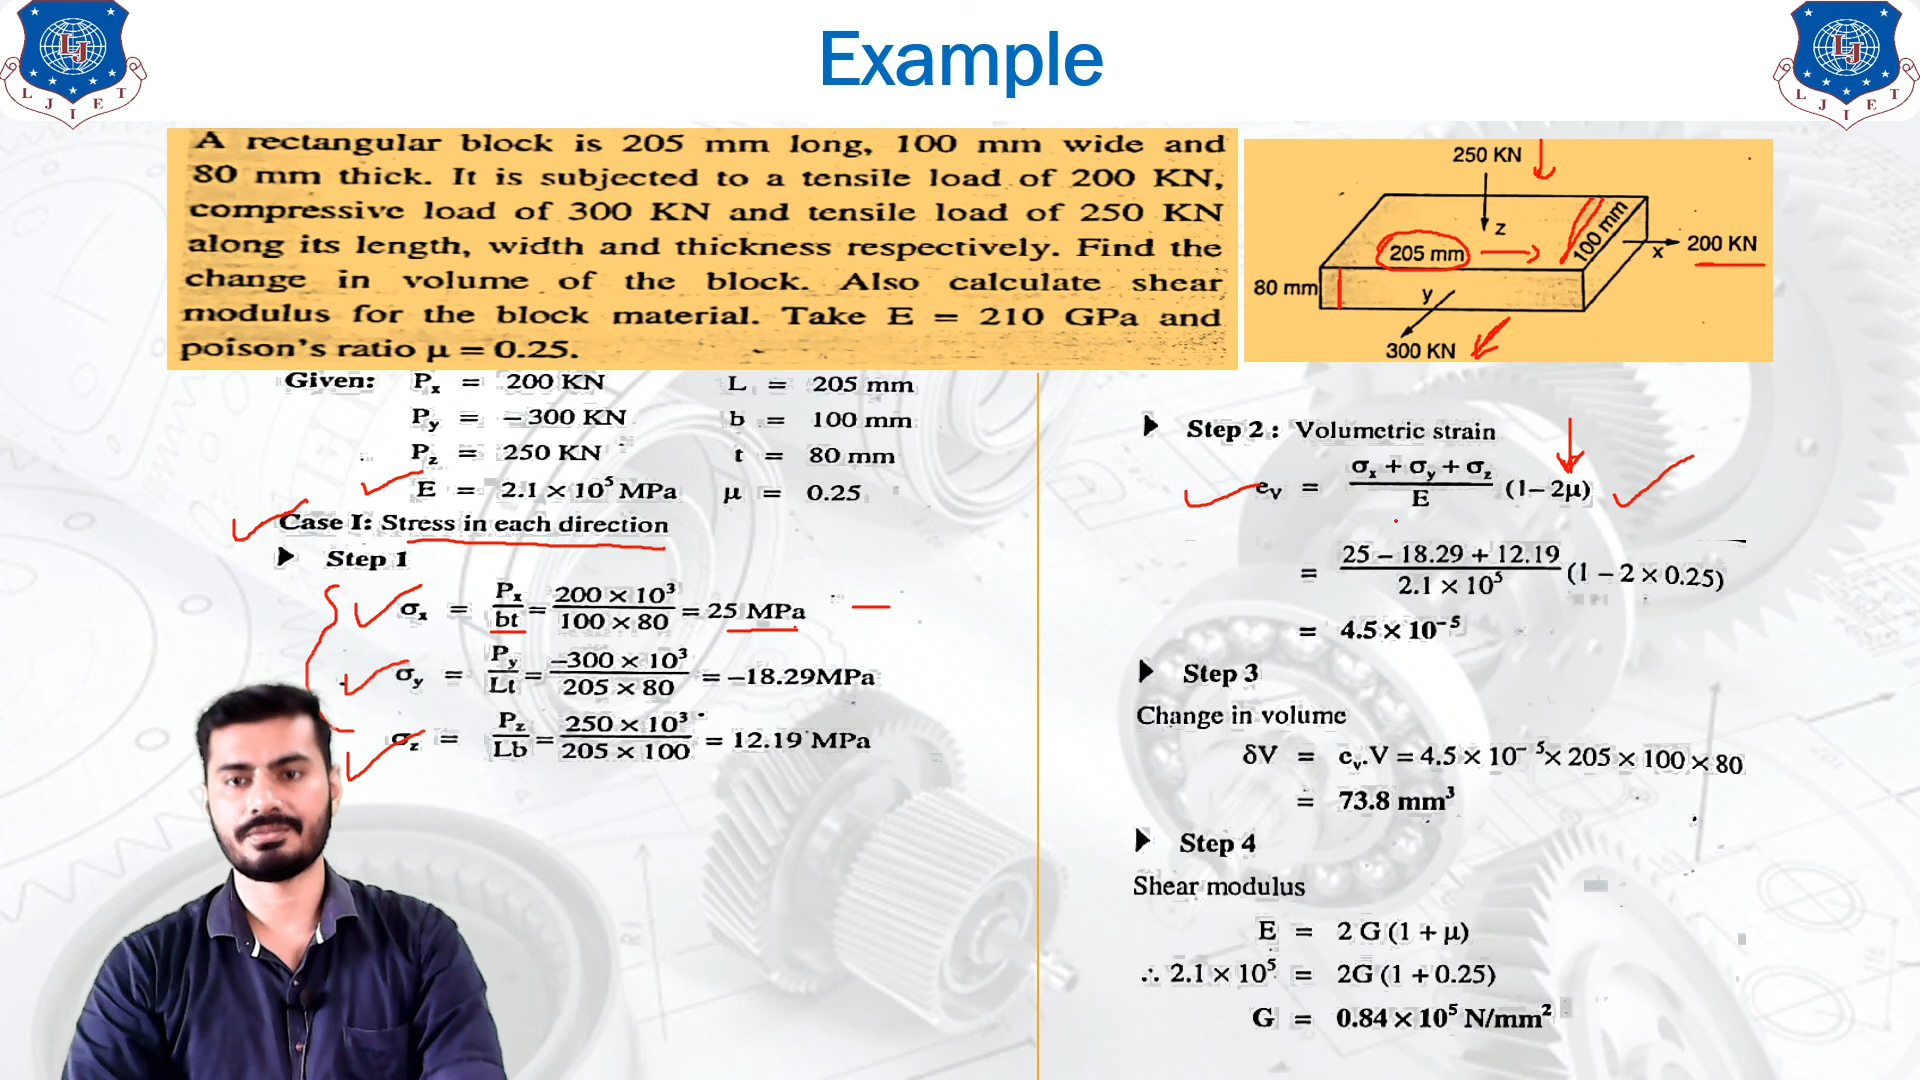 Example
LJ
L J I E T
LJ
L J I E T
A rectangular block is 205 mm long, 100 mm wide and
80 mm thick. It is subjected to a tensile load of 200 KN,
compressive load of 300 KN and tensile load of 250 KN
along its length, width and thickness respectively. Find the
change in volume of the block. Also calculate shear
modulus for the block material. Take E = 210 GPa and
poison's ratio μ = 0.25.
250 KN
z
205 mm
100 mm
x
200 KN
80 mm
y
300 KN
Given: Pₓ = 200 KN L = 205 mm
P_y = – 300 KN b = 100 mm
P_z = 250 KN t = 80 mm
E = 2.1 × 10⁵ MPa μ = 0.25
Case I: Stress in each direction
Step 1
σₓ = Pₓ/bt = 200 × 10³/100 × 80 = 25 MPa
σ_y = P_y/Lt = –300 × 10³/205 × 80 = –18.29MPa
σ_z = P_z/Lb = 250 × 10³/205 × 100 = 12.19 MPa
Step 2 : Volumetric strain
e_V = σₓ + σ_y + σ_z/E (1– 2μ)
= 25 – 18.29 + 12.19/2.1 × 10⁵ (1 – 2 × 0.25)
= 4.5 × 10⁻⁵
Step 3
Change in volume
δV = e_v.V = 4.5 × 10⁻⁵ × 205 × 100 × 80
= 73.8 mm³
Step 4
Shear modulus
E = 2 G (1 + μ)
∴ 2.1 × 10⁵ = 2G (1 + 0.25)
G = 0.84 × 10⁵ N/mm²